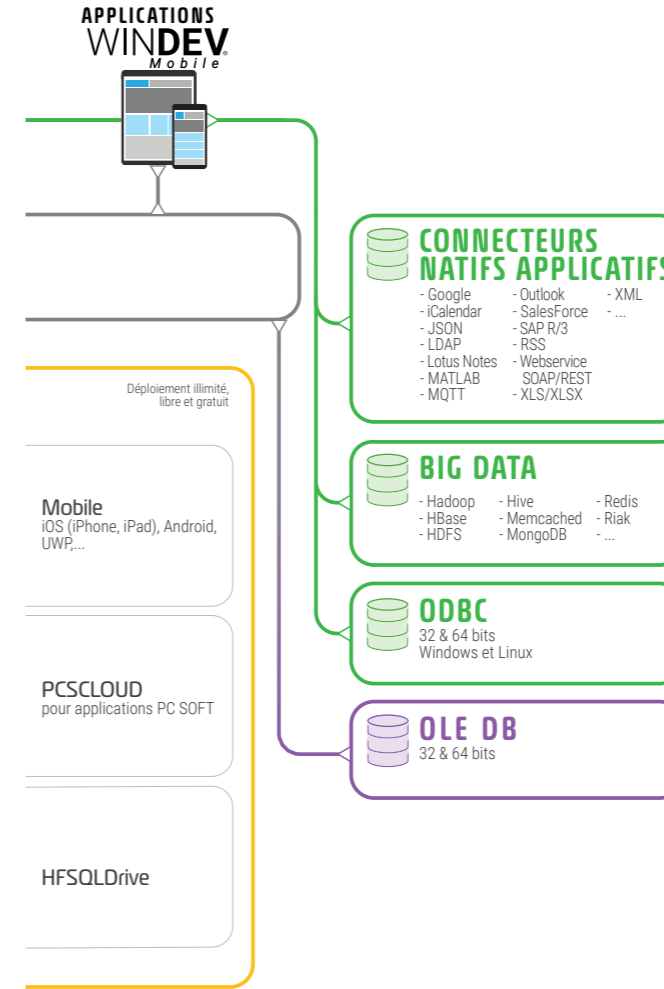 APPLICATIONS
WINDEV®
Mobile
CONNECTEURS
NATIFS APPLICATIFS
- Google
- iCalendar
- JSON
- LDAP
- Lotus Notes
- MATLAB
- MQTT
- Outlook
- SalesForce
- SAP R/3
- RSS
- Webservice
SOAP/REST
- XLS/XLSX
- XML
- ...
Déploiement illimité,
libre et gratuit
Mobile
iOS (iPhone, iPad), Android,
UWP,...
PCSCLOUD
pour applications PC SOFT
HFSQLDrive
BIG DATA
- Hadoop
- HBase
- HDFS
- Hive
- Memcached
- MongoDB
- Redis
- Riak
- ...
ODBC
32 & 64 bits
Windows et Linux
OLE DB
32 & 64 bits